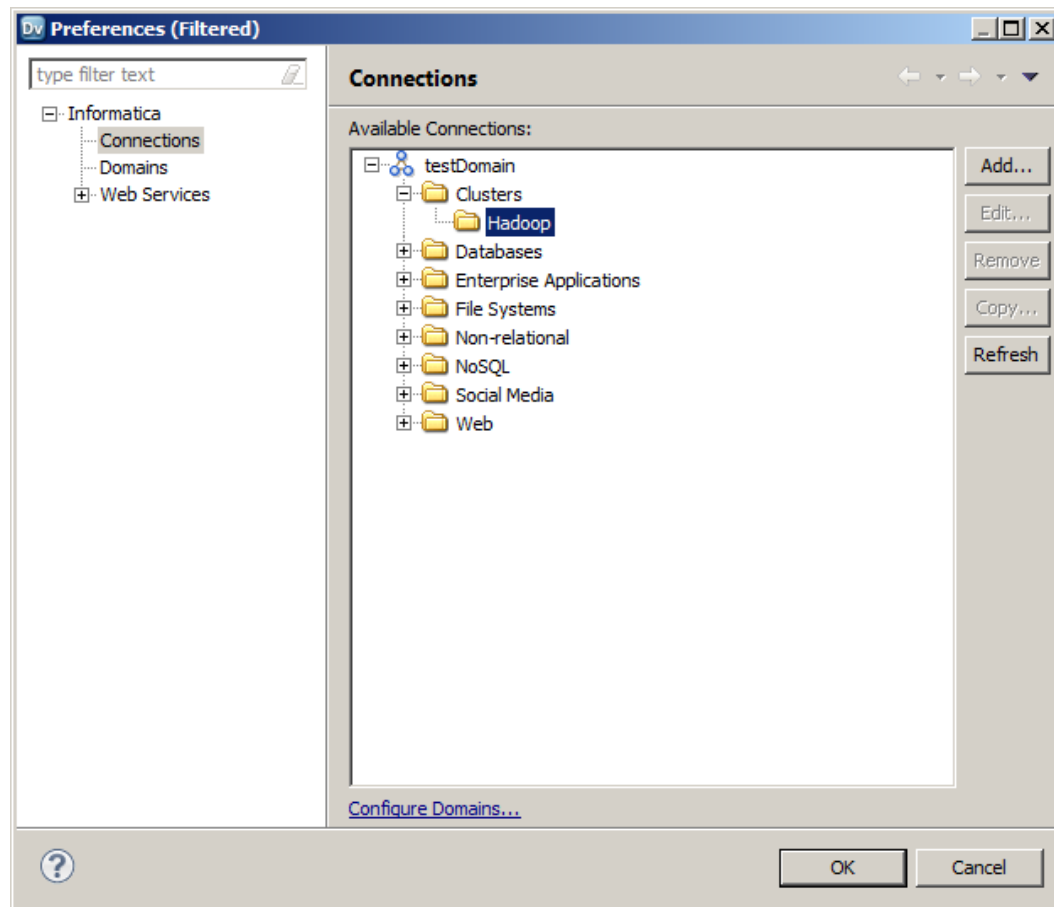 Dv Preferences (Filtered)
type filter text
Informatica
Connections
Domains
Web Services
Connections
Available Connections:
testDomain
Clusters
Hadoop
Databases
Enterprise Applications
File Systems
Non-relational
NoSQL
Social Media
Web
Add...
Edit...
Remove
Copy...
Refresh
Configure Domains...
?
OK
Cancel